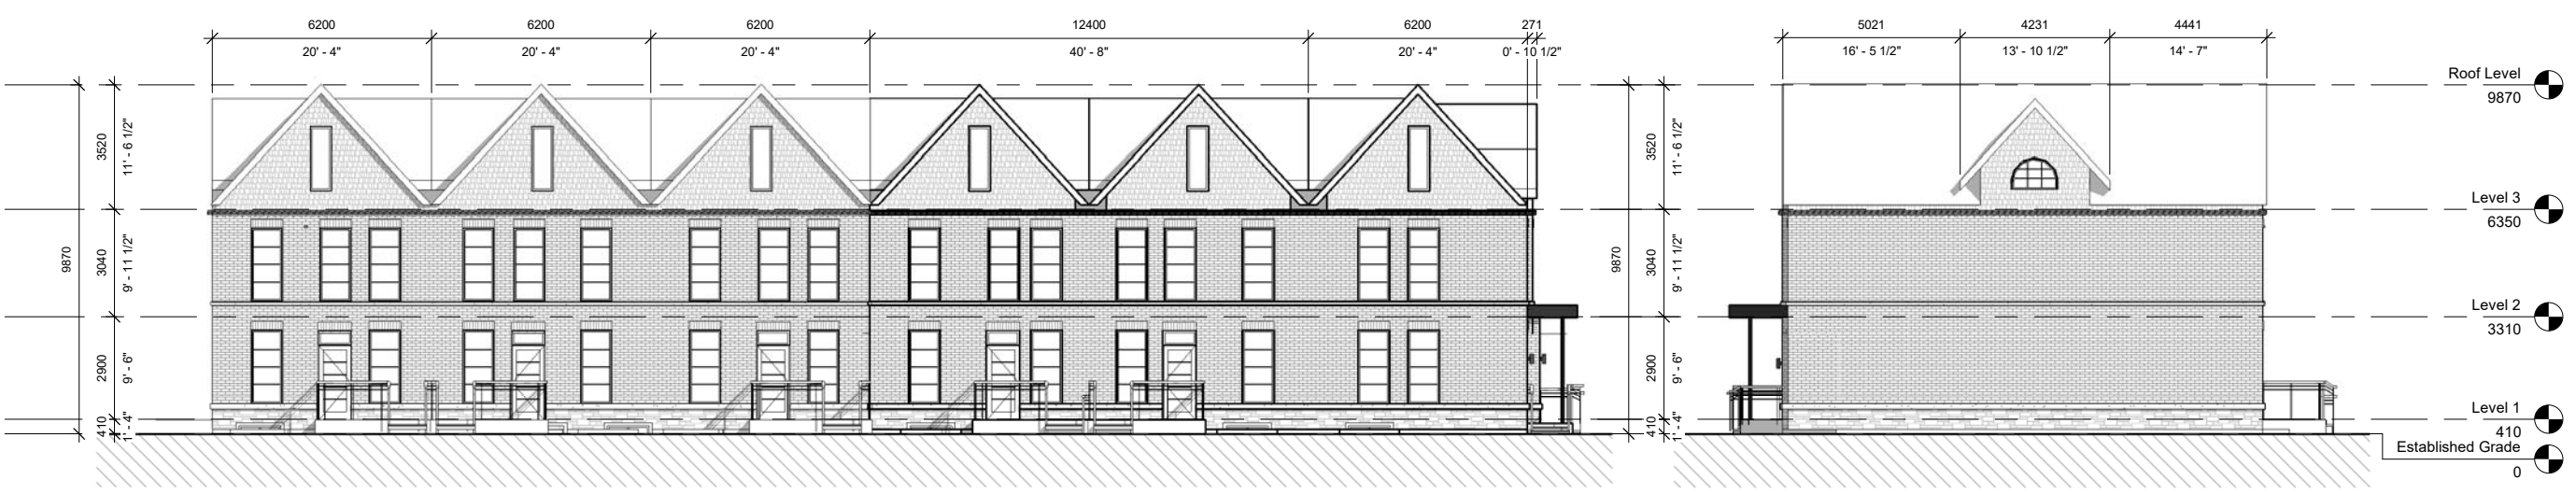 6200 6200 6200 12400 6200 271
20' - 4" 20' - 4" 20' - 4" 40' - 8" 20' - 4" 0' - 10 1/2"
5021 4231 4441
16' - 5 1/2" 13' - 10 1/2" 14' - 7"
9870
3520
11' - 6 1/2"
3040
9' - 11 1/2"
2900
9' - 6"
410
1' - 4"
9870
3520
11' - 6 1/2"
3040
9' - 11 1/2"
2900
9' - 6"
410
1' - 4"
Roof Level
9870
Level 3
6350
Level 2
3310
Level 1
410
Established Grade
0